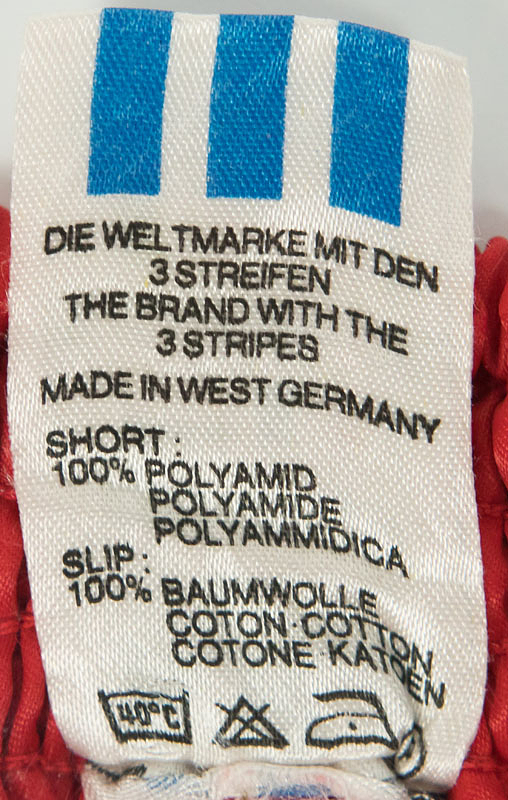 DIE WELTMARKE MIT DEN
3 STREIFEN
THE BRAND WITH THE
3 STRIPES
MADE IN WEST GERMANY
SHORT:
100% POLYAMID
POLYAMIDE
POLYAMMIDICA
SLIP:
100% BAUMWOLLE
COTON·COTTON
COTONE·KATOEN
40°C